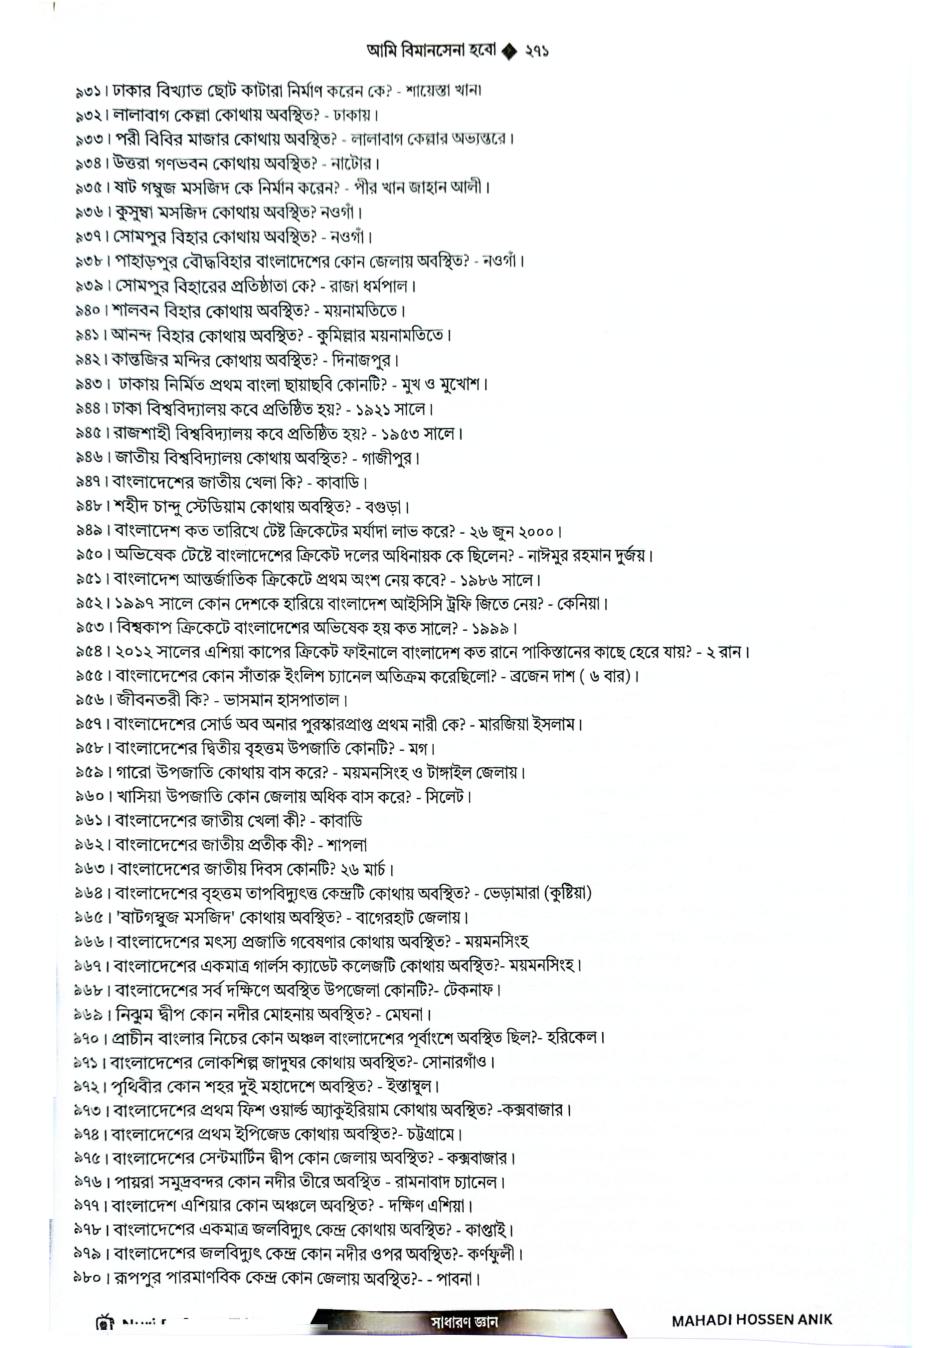 আমি বিমানসেনা হবো ◆ ২৭১
৯৩১। ঢাকার বিখ্যাত ছোট কাটারা নির্মাণ করেন কে? - শায়েস্তা খান৷
৯৩২। লালাবাগ কেল্লা কোথায় অবস্থিত? - ঢাকায়।
৯৩৩। পরী বিবির মাজার কোথায় অবস্থিত? - লালাবাগ কেল্লার অভ্যন্তরে।
৯৩৪। উত্তরা গণভবন কোথায় অবস্থিত? - নাটোর।
৯৩৫। ষাট গম্বুজ মসজিদ কে নির্মান করেন? - পীর খান জাহান আলী।
৯৩৬। কুসুম্বা মসজিদ কোথায় অবস্থিত? নওগাঁ।
৯৩৭। সোমপুর বিহার কোথায় অবস্থিত? - নওগাঁ।
৯৩৮। পাহাড়পুর বৌদ্ধবিহার বাংলাদেশের কোন জেলায় অবস্থিত? - নওগাঁ।
৯৩৯। সোমপুর বিহারের প্রতিষ্ঠাতা কে? - রাজা ধর্মপাল।
৯৪০। শালবন বিহার কোথায় অবস্থিত? - ময়নামতিতে।
৯৪১। আনন্দ বিহার কোথায় অবস্থিত? - কুমিল্লার ময়নামতিতে।
৯৪২। কান্তজির মন্দির কোথায় অবস্থিত? - দিনাজপুর।
৯৪৩। ঢাকায় নির্মিত প্রথম বাংলা ছায়াছবি কোনটি? - মুখ ও মুখোশ।
৯৪৪। ঢাকা বিশ্ববিদ্যালয় কবে প্রতিষ্ঠিত হয়? - ১৯২১ সালে।
৯৪৫। রাজশাহী বিশ্ববিদ্যালয় কবে প্রতিষ্ঠিত হয়? - ১৯৫৩ সালে।
৯৪৬। জাতীয় বিশ্ববিদ্যালয় কোথায় অবস্থিত? - গাজীপুর।
৯৪৭। বাংলাদেশের জাতীয় খেলা কি? - কাবাডি।
৯৪৮। শহীদ চান্দু স্টেডিয়াম কোথায় অবস্থিত? - বগুড়া।
৯৪৯। বাংলাদেশ কত তারিখে টেষ্ট ক্রিকেটের মর্যাদা লাভ করে? - ২৬ জুন ২০০০।
৯৫০। অভিষেক টেষ্টে বাংলাদেশের ক্রিকেট দলের অধিনায়ক কে ছিলেন? - নাঈমুর রহমান দুর্জয়।
৯৫১। বাংলাদেশ আন্তর্জাতিক ক্রিকেটে প্রথম অংশ নেয় কবে? - ১৯৮৬ সালে।
৯৫২। ১৯৯৭ সালে কোন দেশকে হারিয়ে বাংলাদেশ আইসিসি ট্রফি জিতে নেয়? - কেনিয়া।
৯৫৩। বিশ্বকাপ ক্রিকেটে বাংলাদেশের অভিষেক হয় কত সালে? - ১৯৯৯।
৯৫৪। ২০১২ সালের এশিয়া কাপের ক্রিকেট ফাইনালে বাংলাদেশ কত রানে পাকিস্তানের কাছে হেরে যায়? - ২ রান।
৯৫৫। বাংলাদেশের কোন সাঁতারু ইংলিশ চ্যানেল অতিক্রম করেছিলো? - ব্রজেন দাশ ( ৬ বার)।
৯৫৬। জীবনতরী কি? - ভাসমান হাসপাতাল।
৯৫৭। বাংলাদেশের সোর্ড অব অনার পুরস্কারপ্রাপ্ত প্রথম নারী কে? - মারজিয়া ইসলাম।
৯৫৮। বাংলাদেশের দ্বিতীয় বৃহত্তম উপজাতি কোনটি? - মগ।
৯৫৯। গারো উপজাতি কোথায় বাস করে? - ময়মনসিংহ ও টাঙ্গাইল জেলায়।
৯৬০। খাসিয়া উপজাতি কোন জেলায় অধিক বাস করে? - সিলেট।
৯৬১। বাংলাদেশের জাতীয় খেলা কী? - কাবাডি
৯৬২। বাংলাদেশের জাতীয় প্রতীক কী? - শাপলা
৯৬৩। বাংলাদেশের জাতীয় দিবস কোনটি? ২৬ মার্চ।
৯৬৪। বাংলাদেশের বৃহত্তম তাপবিদ্যুৎত্ত কেন্দ্রটি কোথায় অবস্থিত? - ভেড়ামারা (কুষ্টিয়া)
৯৬৫। 'ষাটগম্বুজ মসজিদ' কোথায় অবস্থিত? - বাগেরহাট জেলায়।
৯৬৬। বাংলাদেশের মৎস্য প্রজাতি গবেষণার কোথায় অবস্থিত? - ময়মনসিংহ
৯৬৭। বাংলাদেশের একমাত্র গার্লস ক্যাডেট কলেজটি কোথায় অবস্থিত?- ময়মনসিংহ।
৯৬৮। বাংলাদেশের সর্ব দক্ষিণে অবস্থিত উপজেলা কোনটি?- টেকনাফ।
৯৬৯। নিঝুম দ্বীপ কোন নদীর মোহনায় অবস্থিত? - মেঘনা।
৯৭০। প্রাচীন বাংলার নিচের কোন অঞ্চল বাংলাদেশের পূর্বাংশে অবস্থিত ছিল?- হরিকেল।
৯৭১। বাংলাদেশের লোকশিল্প জাদুঘর কোথায় অবস্থিত?- সোনারগাঁও।
৯৭২। পৃথিবীর কোন শহর দুই মহাদেশে অবস্থিত? - ইস্তাম্বুল।
৯৭৩। বাংলাদেশের প্রথম ফিশ ওয়ার্ল্ড অ্যাকুইরিয়াম কোথায় অবস্থিত? -কক্সবাজার।
৯৭৪। বাংলাদেশের প্রথম ইপিজেড কোথায় অবস্থিত?- চট্টগ্রামে।
৯৭৫। বাংলাদেশের সেন্টমার্টিন দ্বীপ কোন জেলায় অবস্থিত? - কক্সবাজার।
৯৭৬। পায়রা সমুদ্রবন্দর কোন নদীর তীরে অবস্থিত - রামনাবাদ চ্যানেল।
৯৭৭। বাংলাদেশ এশিয়ার কোন অঞ্চলে অবস্থিত? - দক্ষিণ এশিয়া।
৯৭৮। বাংলাদেশের একমাত্র জলবিদ্যুৎ কেন্দ্র কোথায় অবস্থিত? - কাপ্তাই।
৯৭৯। বাংলাদেশের জলবিদ্যুৎ কেন্দ্র কোন নদীর ওপর অবস্থিত?- কর্ণফুলী।
৯৮০। রূপপুর পারমাণবিক কেন্দ্র কোন জেলায় অবস্থিত?- - পাবনা।
সাধারণ জ্ঞান
MAHADI HOSSEN ANIK